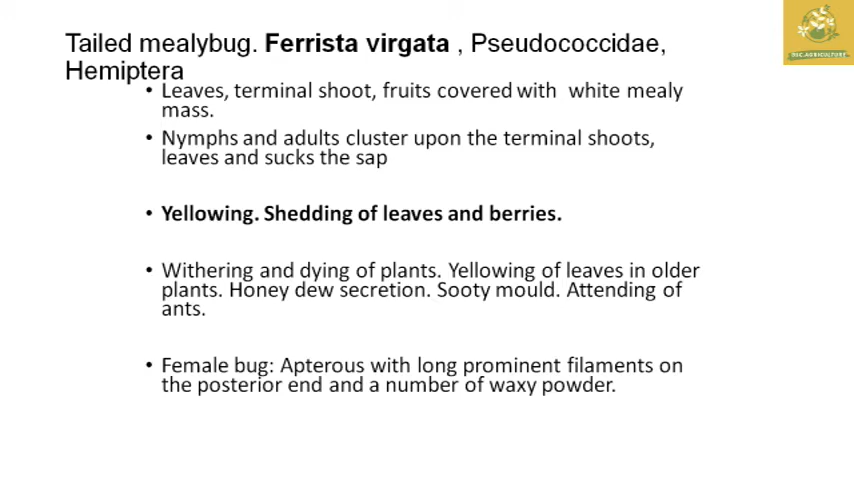 Tailed mealybug. Ferrista virgata , Pseudococcidae,
Hemiptera
• Leaves, terminal shoot, fruits covered with white mealy
mass.
• Nymphs and adults cluster upon the terminal shoots,
leaves and sucks the sap
• Yellowing. Shedding of leaves and berries.
• Withering and dying of plants. Yellowing of leaves in older
plants. Honey dew secretion. Sooty mould. Attending of
ants.
• Female bug: Apterous with long prominent filaments on
the posterior end and a number of waxy powder.